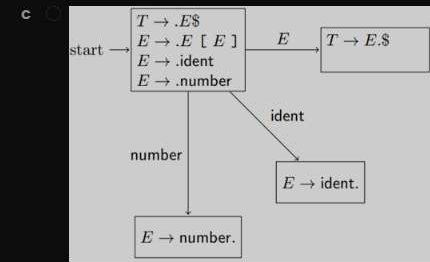 C
T → .E$
E → .E [ E ]
E → .ident
E → .number
start
E
T → E.$
ident
number
E → ident.
E → number.